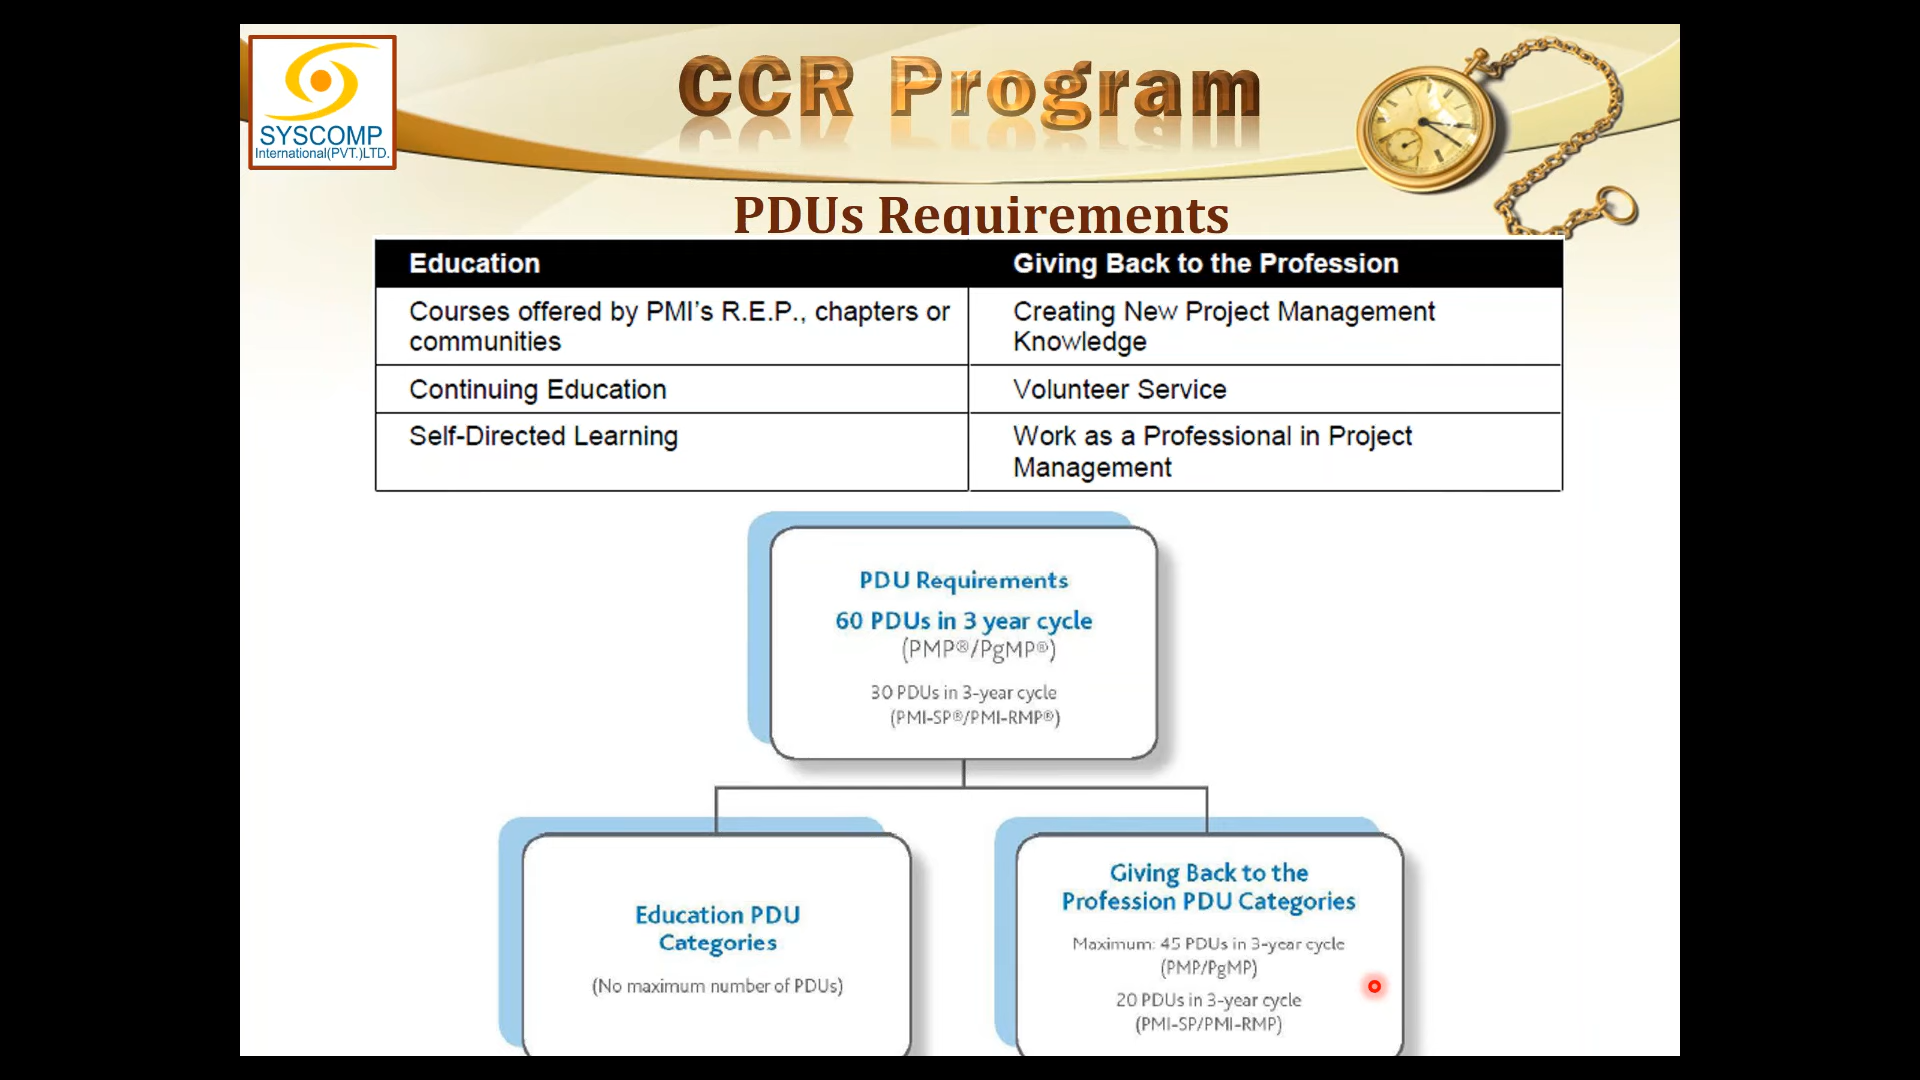 SYSCOMP
International(PVT.)LTD.
CCR Program
PDUs Requirements
Education
Giving Back to the Profession
Courses offered by PMI's R.E.P., chapters or
communities
Creating New Project Management
Knowledge
Continuing Education
Volunteer Service
Self-Directed Learning
Work as a Professional in Project
Management
PDU Requirements
60 PDUs in 3 year cycle
(PMP®/PgMP®)
30 PDUs in 3-year cycle
(PMI-SP®/PMI-RMP®)
Education PDU
Categories
(No maximum number of PDUs)
Giving Back to the
Profession PDU Categories
Maximum: 45 PDUs in 3-year cycle
(PMP/PgMP)
20 PDUs in 3-year cycle
(PMI-SP/PMI-RMP)